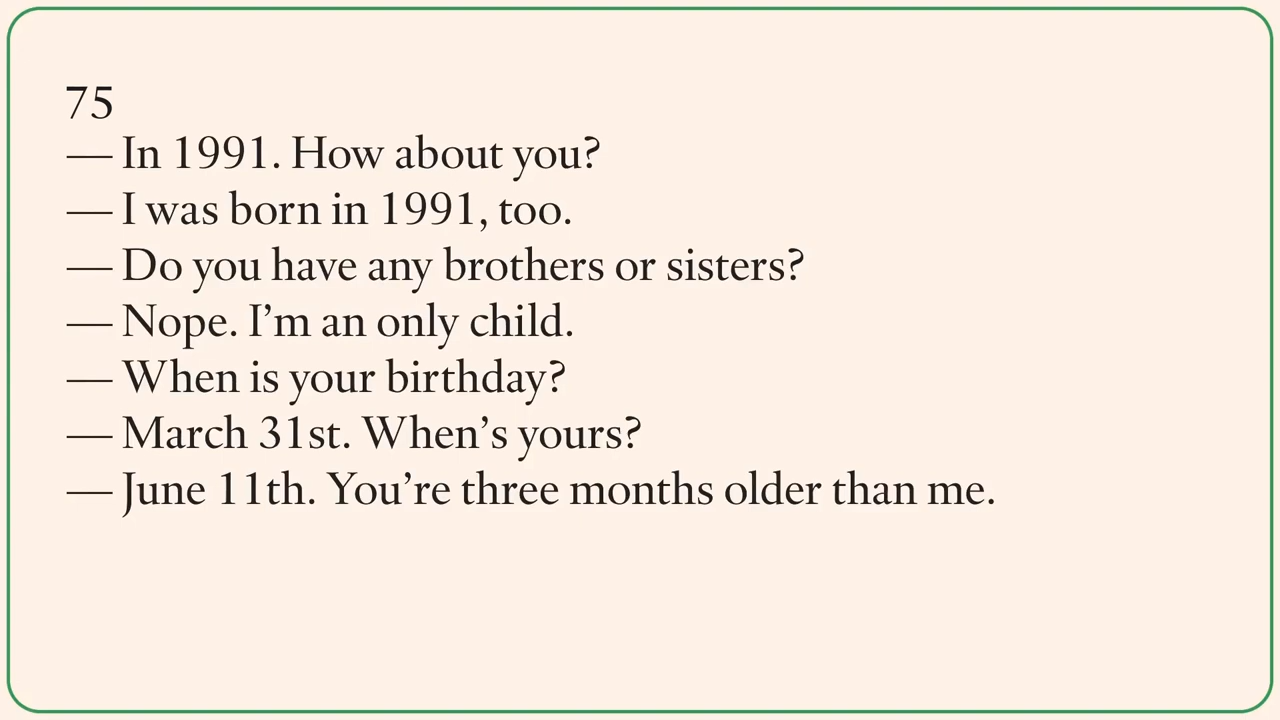 75
— In 1991. How about you?
— I was born in 1991, too.
— Do you have any brothers or sisters?
— Nope. I’m an only child.
— When is your birthday?
— March 31st. When’s yours?
— June 11th. You’re three months older than me.